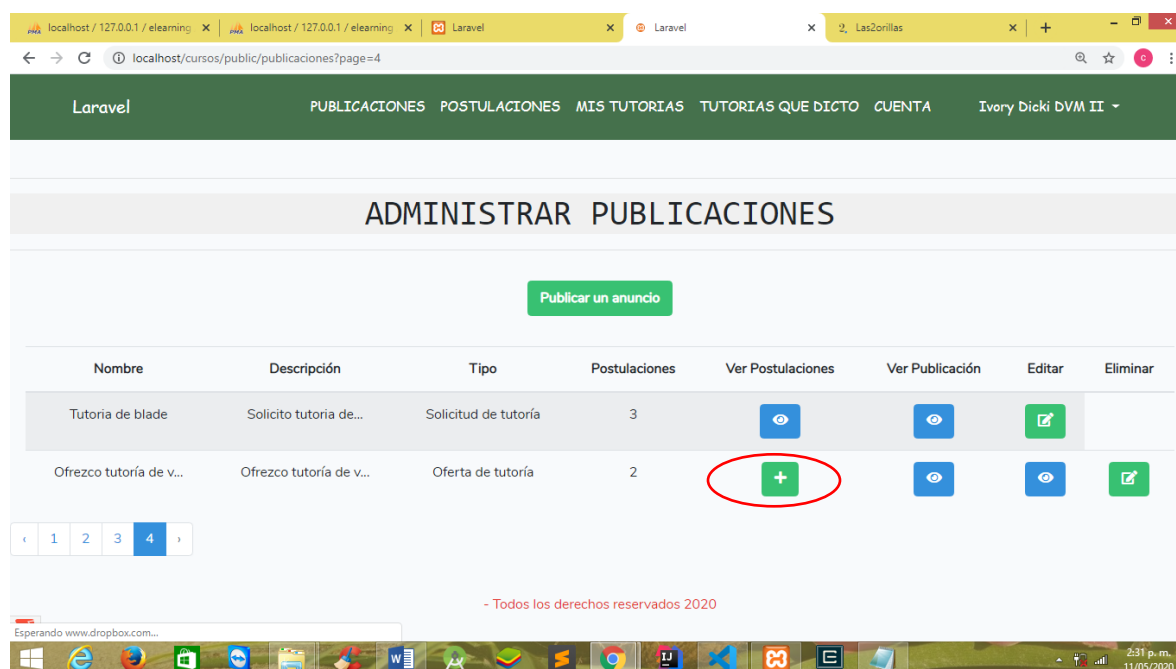 localhost / 127.0.0.1 / elearning localhost / 127.0.0.1 / elearning Laravel Laravel Las2orillas
localhost/cursos/public/publicaciones?page=4
Laravel PUBLICACIONES POSTULACIONES MIS TUTORIAS TUTORIAS QUE DICTO CUENTA Ivory Dicki DVM II
ADMINISTRAR PUBLICACIONES
Publicar un anuncio
Nombre Descripción Tipo Postulaciones Ver Postulaciones Ver Publicación Editar Eliminar
Tutoria de blade Solicito tutoria de... Solicitud de tutoría 3
Ofrezco tutoría de v... Ofrezco tutoría de v... Oferta de tutoría 2
‹ 1 2 3 4 ›
- Todos los derechos reservados 2020
Esperando www.dropbox.com...
2:31 p. m.
11/05/2020